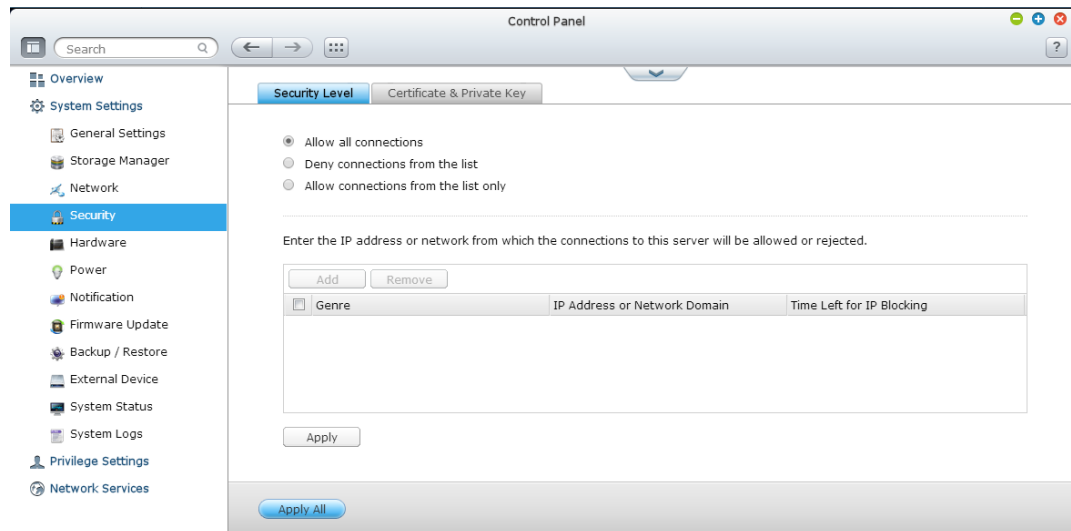 Control Panel
Search
?
Overview
System Settings
General Settings
Storage Manager
Network
Security
Hardware
Power
Notification
Firmware Update
Backup / Restore
External Device
System Status
System Logs
Privilege Settings
Network Services
Security Level Certificate & Private Key
Allow all connections
Deny connections from the list
Allow connections from the list only
Enter the IP address or network from which the connections to this server will be allowed or rejected.
Add Remove
Genre IP Address or Network Domain Time Left for IP Blocking
Apply
Apply All